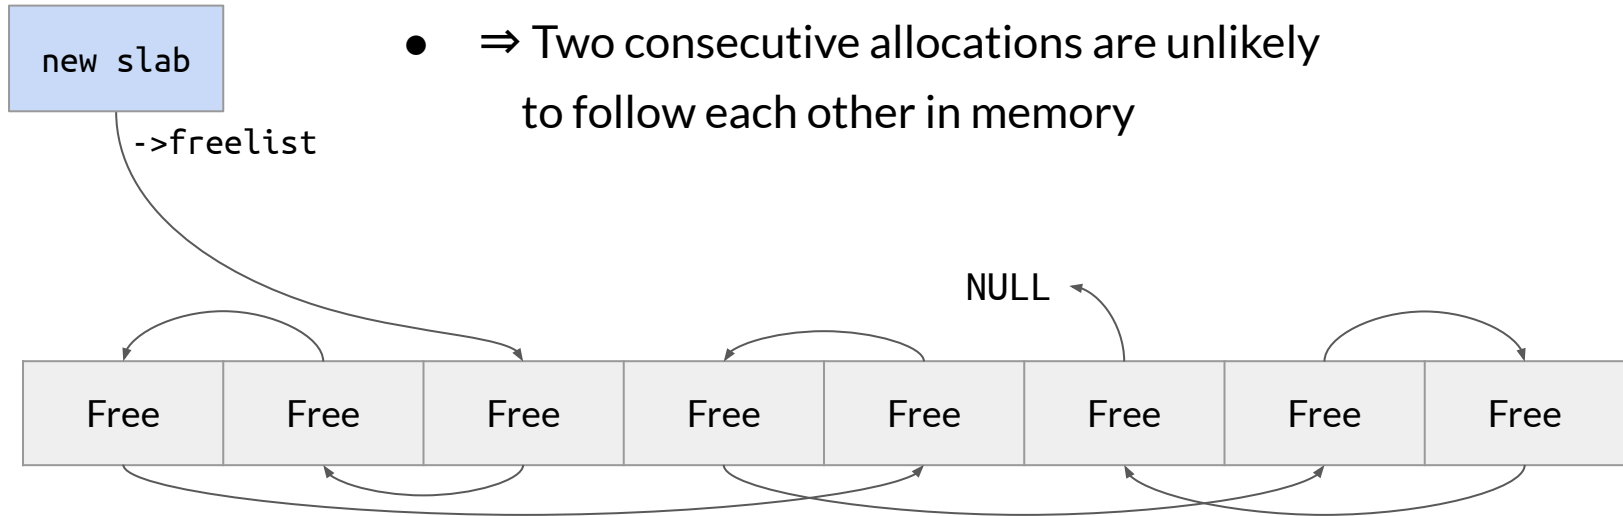 new slab
● ⇒ Two consecutive allocations are unlikely
to follow each other in memory
->freelist
NULL
Free Free Free Free Free Free Free Free